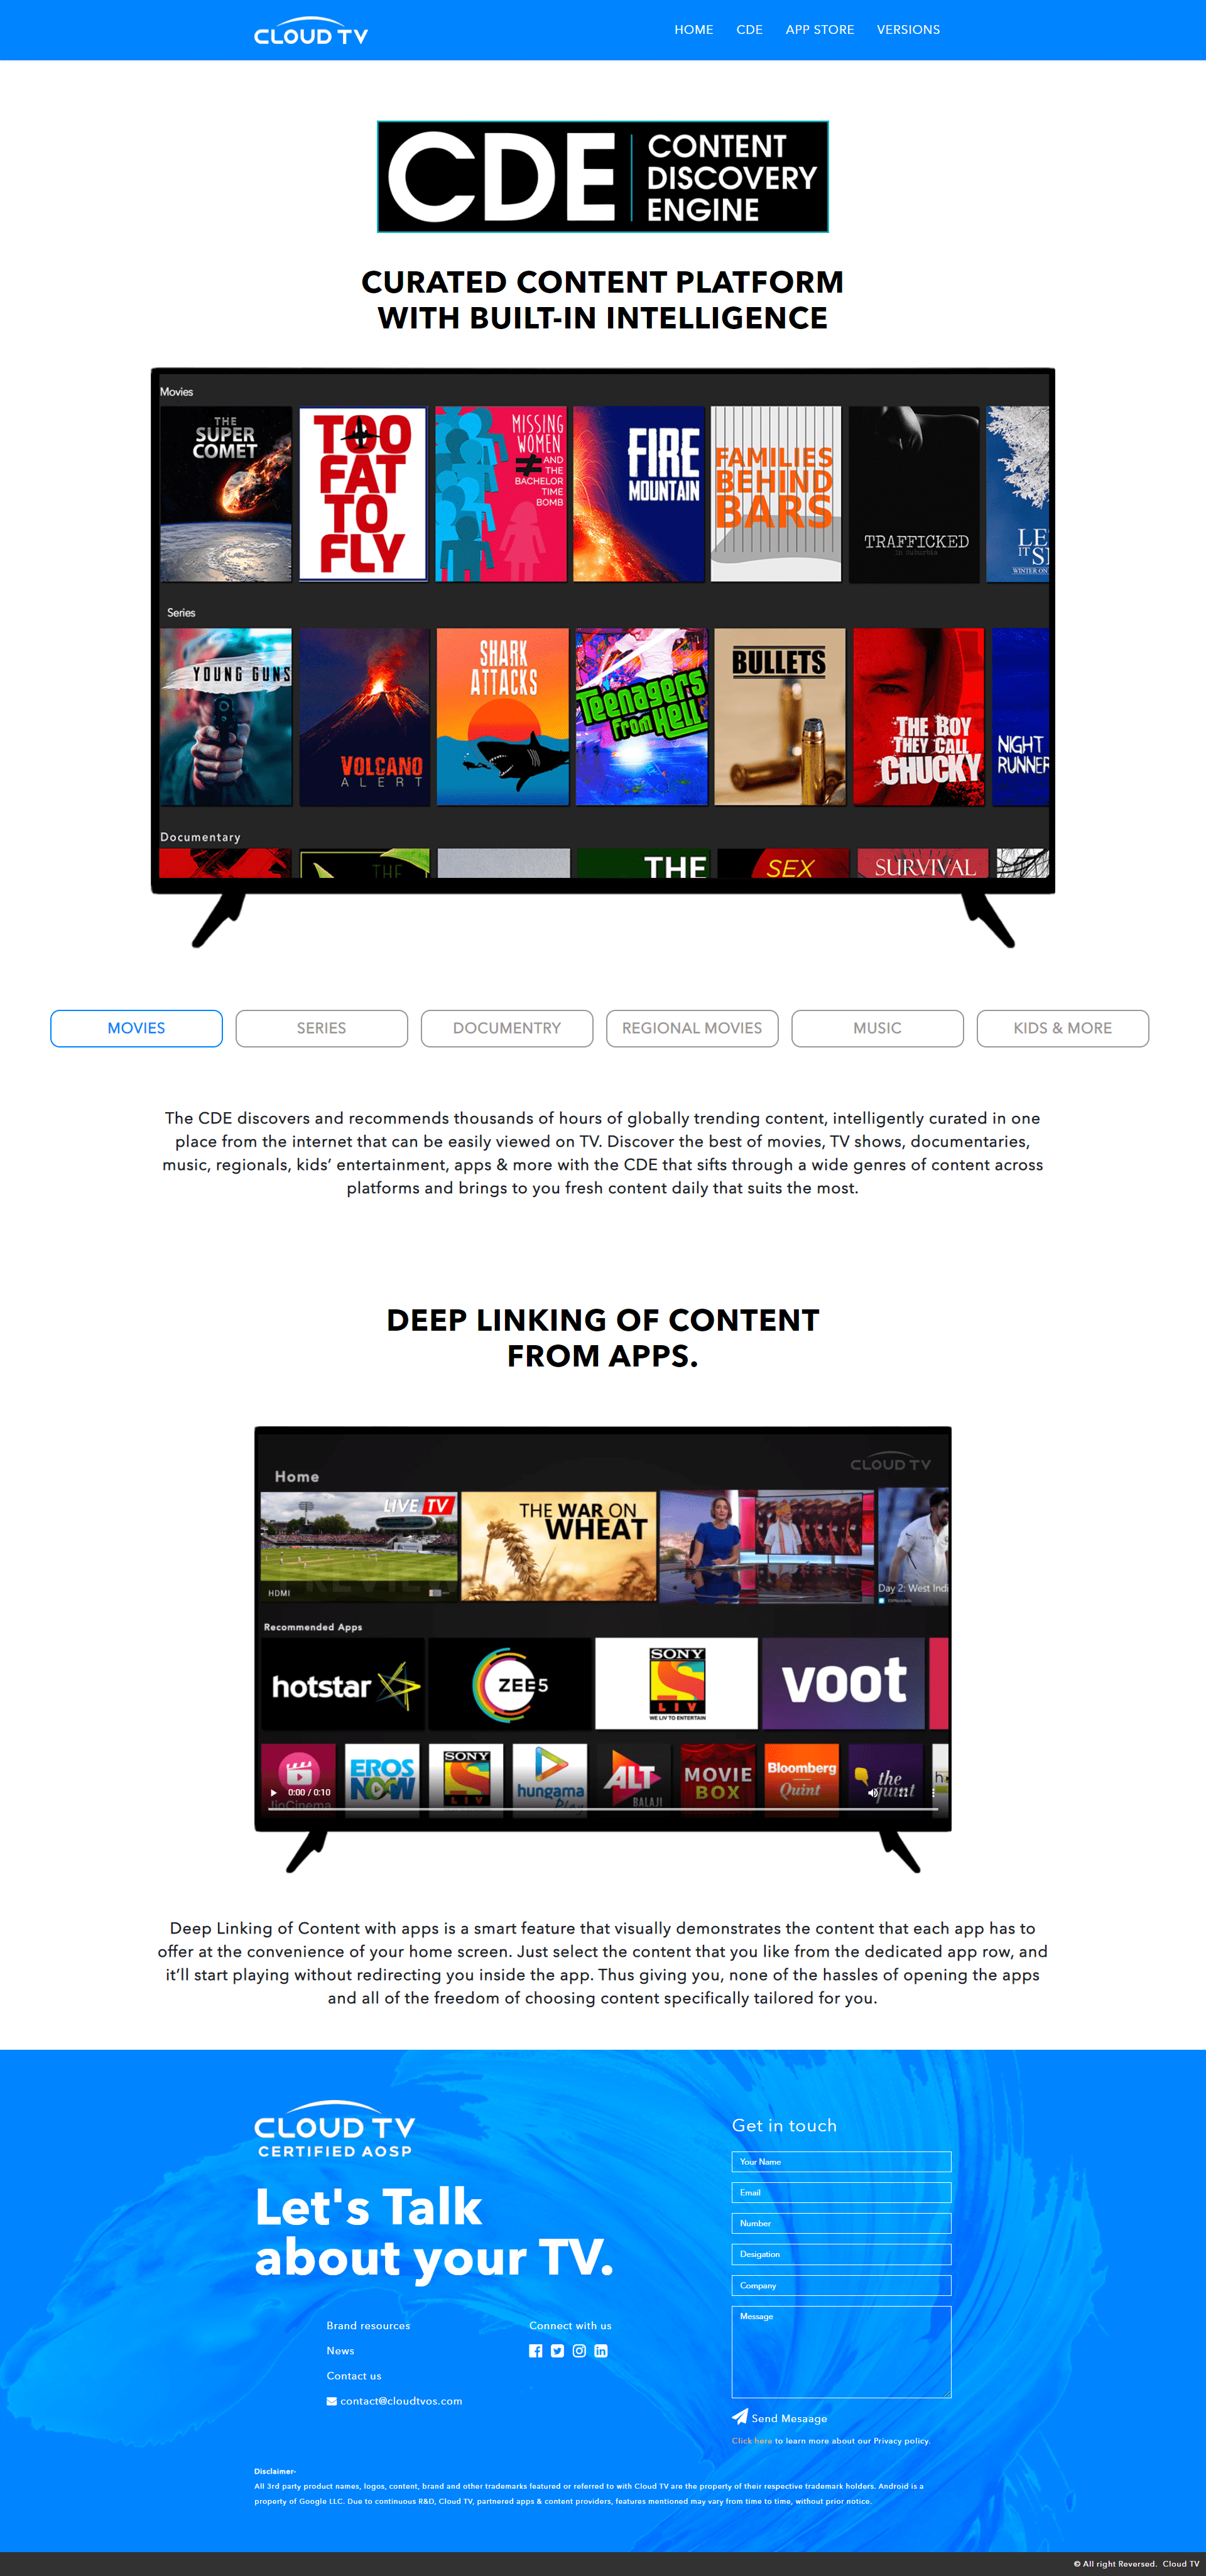 CLOUD TV
HOME CDE APP STORE VERSIONS
CDE
CONTENT
DISCOVERY
ENGINE
CURATED CONTENT PLATFORM
WITH BUILT-IN INTELLIGENCE
Movies
THE
SUPER
COMET
TOO
FAT
TO
FLY
MISSING
WOMEN
≠ AND
THE
BACHELOR
TIME
BOMB
FIRE
MOUNTAIN
FAMILIES
BEHIND
BARS
TRAFFICKED
In Suburbia
LE
IT S
WINTER ON
Series
YOUNG GUNS
VOLCANO
ALERT
SHARK
ATTACKS
Teenagers
from Hell
BULLETS
THE BOY
THEY CALL
CHUCKY
NIGHT
RUNNER
Documentary
THE
THE
SEX
SURVIVAL
MOVIES
SERIES
DOCUMENTRY
REGIONAL MOVIES
MUSIC
KIDS & MORE
The CDE discovers and recommends thousands of hours of globally trending content, intelligently curated in one
place from the internet that can be easily viewed on TV. Discover the best of movies, TV shows, documentaries,
music, regionals, kids’ entertainment, apps & more with the CDE that sifts through a wide genres of content across
platforms and brings to you fresh content daily that suits the most.
DEEP LINKING OF CONTENT
FROM APPS.
CLOUD TV
Home
LIVE TV
HDMI
THE WAR ON
WHEAT
Day 2: West Indi
Recommended Apps
hotstar
ZEE5
SONY
LIV
WE LIV TO ENTERTAIN
voot
JioCinema
EROS
NOW
SONY
LIV
hungama
Play
ALT
BALAJI
MOVIE
BOX
Bloomberg
Quint
the
quint
h
0:00 / 0:10
Deep Linking of Content with apps is a smart feature that visually demonstrates the content that each app has to
offer at the convenience of your home screen. Just select the content that you like from the dedicated app row, and
it’ll start playing without redirecting you inside the app. Thus giving you, none of the hassles of opening the apps
and all of the freedom of choosing content specifically tailored for you.
CLOUD TV
CERTIFIED AOSP
Let's Talk
about your TV.
Brand resources
News
Contact us
contact@cloudtvos.com
Connect with us
Get in touch
Your Name
Email
Number
Desigation
Company
Message
Send Mesaage
Click here to learn more about our Privacy policy.
Disclaimer-
All 3rd party product names, logos, content, brand and other trademarks featured or referred to with Cloud TV are the property of their respective trademark holders. Android is a
property of Google LLC. Due to continuous R&D, Cloud TV, partnered apps & content providers, features mentioned may vary from time to time, without prior notice.
© All right Reversed. Cloud TV